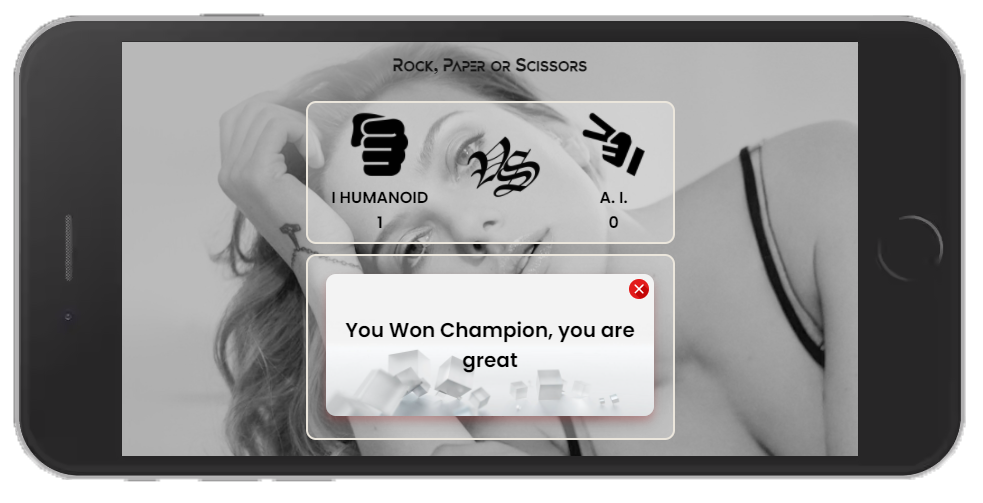 Rock, Paper or Scissors
VS
I HUMANOID
A. I.
1
0
You Won Champion, you are
great